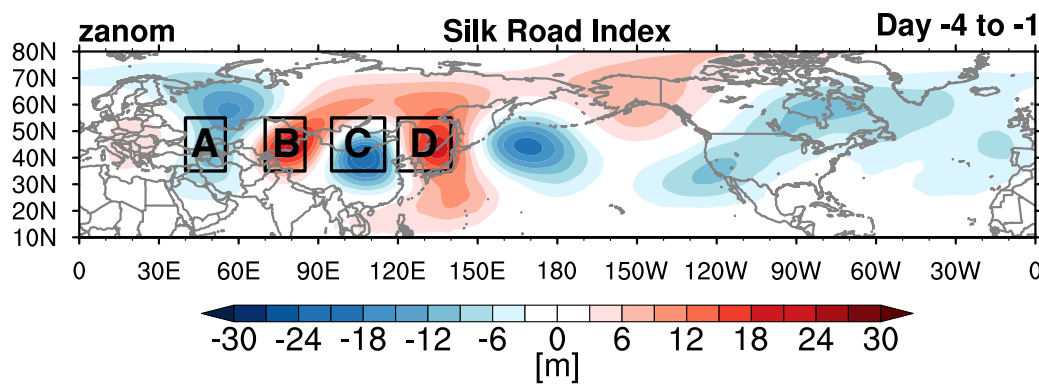 zanom Silk Road Index Day -4 to -1
80N
70N
60N
50N
40N
30N
20N
10N
A B C D
0 30E 60E 90E 120E 150E 180 150W 120W 90W 60W 30W 0
-30 -24 -18 -12 -6 0 6 12 18 24 30
[m]